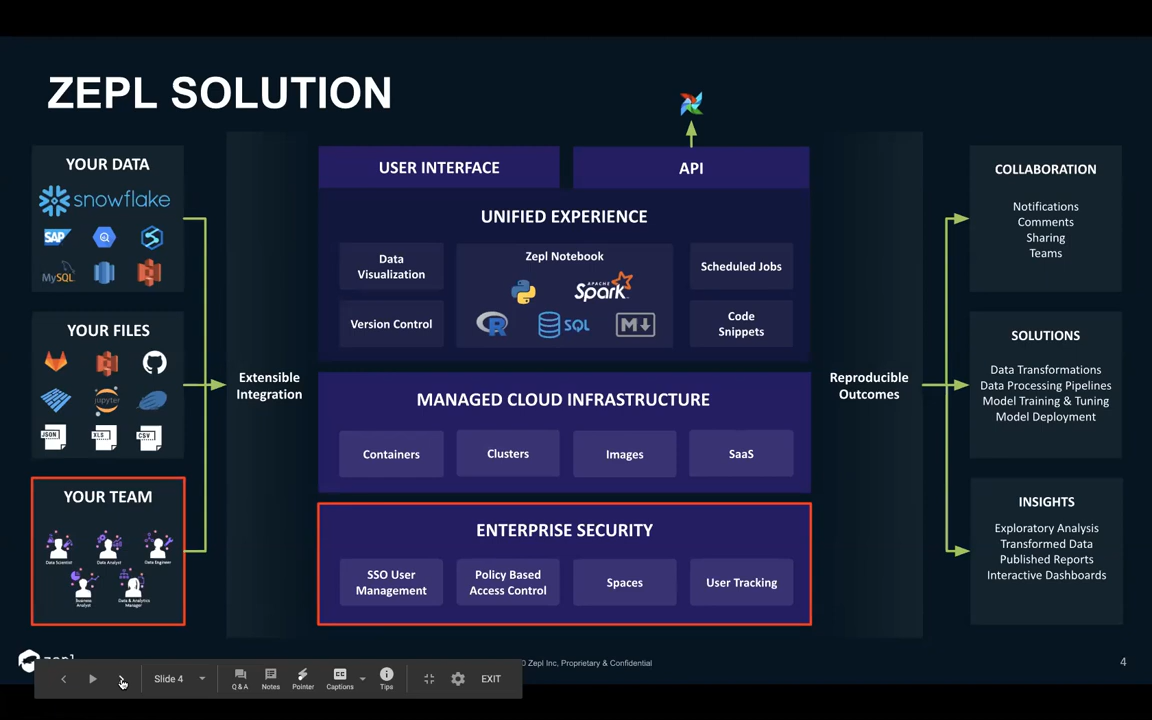 ZEPL SOLUTION
YOUR DATA
snowflake
SAP
MySQL
YOUR FILES
jupyter
JSON
XLS
CSV
YOUR TEAM
Data Scientist
Data Analyst
Data Engineer
Business
Analyst
Data & Analytics
Manager
Extensible
Integration
USER INTERFACE
API
UNIFIED EXPERIENCE
Data
Visualization
Version Control
Zepl Notebook
APACHE
Spark
R
SQL
M
Scheduled Jobs
Code
Snippets
MANAGED CLOUD INFRASTRUCTURE
Containers
Clusters
Images
SaaS
ENTERPRISE SECURITY
SSO User
Management
Policy Based
Access Control
Spaces
User Tracking
Reproducible
Outcomes
COLLABORATION
Notifications
Comments
Sharing
Teams
SOLUTIONS
Data Transformations
Data Processing Pipelines
Model Training & Tuning
Model Deployment
INSIGHTS
Exploratory Analysis
Transformed Data
Published Reports
Interactive Dashboards
Zepl Inc, Proprietary & Confidential
4
Slide 4
Q & A
Notes
Pointer
CC
Captions
Tips
EXIT